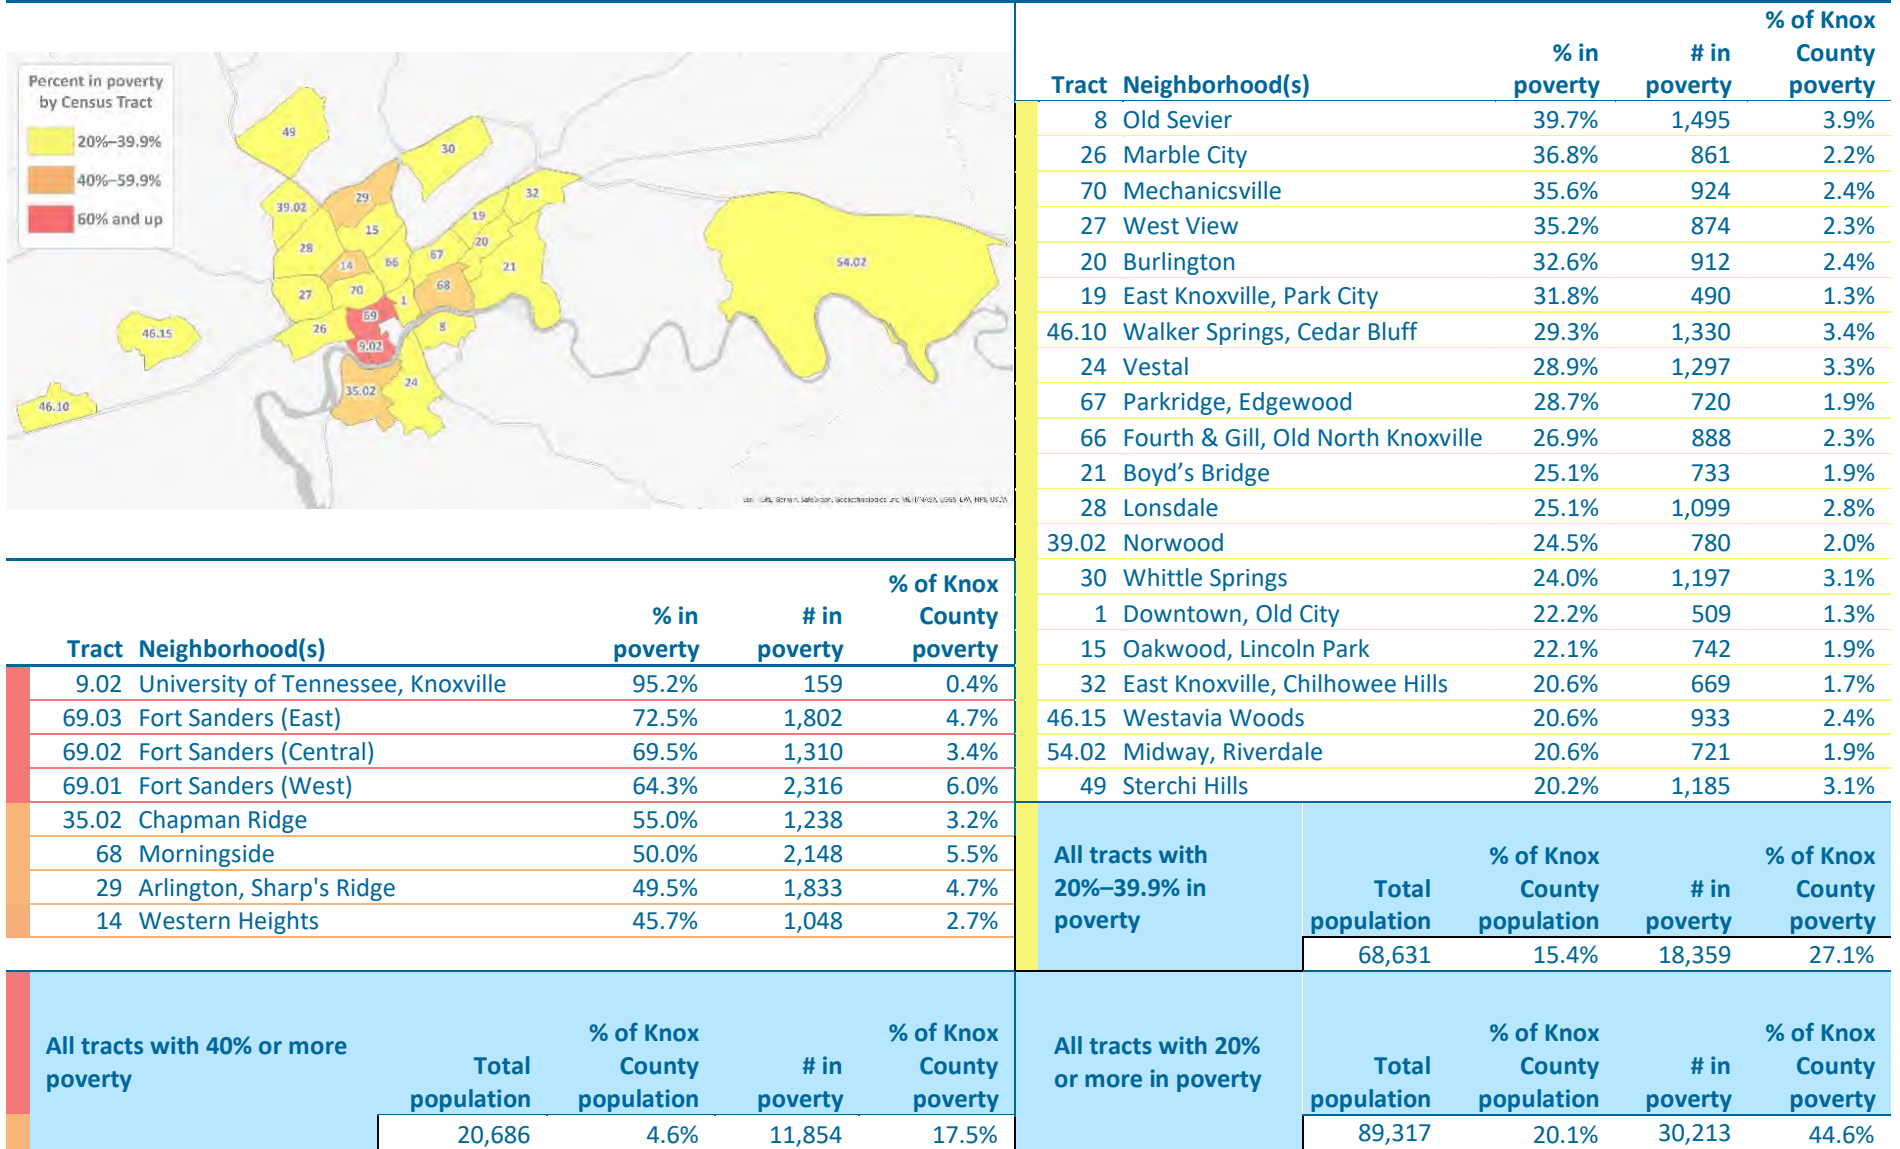 Percent in poverty
by Census Tract
20%–39.9%
40%–59.9%
60% and up
49
30
29
32
39.02
19
15
28
20
67
66
14
21
54.02
68
70
27
1
69
26
8
46.15
9.02
24
35.02
46.10
Tract Neighborhood(s) % in poverty # in poverty % of Knox County poverty
9.02 University of Tennessee, Knoxville 95.2% 159 0.4%
69.03 Fort Sanders (East) 72.5% 1,802 4.7%
69.02 Fort Sanders (Central) 69.5% 1,310 3.4%
69.01 Fort Sanders (West) 64.3% 2,316 6.0%
35.02 Chapman Ridge 55.0% 1,238 3.2%
68 Morningside 50.0% 2,148 5.5%
29 Arlington, Sharp's Ridge 49.5% 1,833 4.7%
14 Western Heights 45.7% 1,048 2.7%
All tracts with 40% or more poverty
Total population % of Knox County population # in poverty % of Knox County poverty
20,686 4.6% 11,854 17.5%
Tract Neighborhood(s) % in poverty # in poverty % of Knox County poverty
8 Old Sevier 39.7% 1,495 3.9%
26 Marble City 36.8% 861 2.2%
70 Mechanicsville 35.6% 924 2.4%
27 West View 35.2% 874 2.3%
20 Burlington 32.6% 912 2.4%
19 East Knoxville, Park City 31.8% 490 1.3%
46.10 Walker Springs, Cedar Bluff 29.3% 1,330 3.4%
24 Vestal 28.9% 1,297 3.3%
67 Parkridge, Edgewood 28.7% 720 1.9%
66 Fourth & Gill, Old North Knoxville 26.9% 888 2.3%
21 Boyd’s Bridge 25.1% 733 1.9%
28 Lonsdale 25.1% 1,099 2.8%
39.02 Norwood 24.5% 780 2.0%
30 Whittle Springs 24.0% 1,197 3.1%
1 Downtown, Old City 22.2% 509 1.3%
15 Oakwood, Lincoln Park 22.1% 742 1.9%
32 East Knoxville, Chilhowee Hills 20.6% 669 1.7%
46.15 Westavia Woods 20.6% 933 2.4%
54.02 Midway, Riverdale 20.6% 721 1.9%
49 Sterchi Hills 20.2% 1,185 3.1%
All tracts with 20%–39.9% in poverty
Total population % of Knox County population # in poverty % of Knox County poverty
68,631 15.4% 18,359 27.1%
All tracts with 20% or more in poverty
Total population % of Knox County population # in poverty % of Knox County poverty
89,317 20.1% 30,213 44.6%